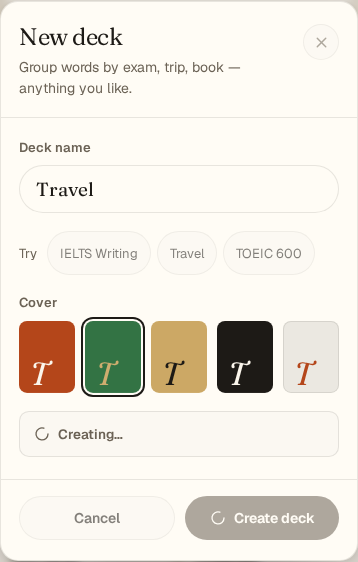 New deck
Group words by exam, trip, book —
anything you like.
Deck name
Travel
Try IELTS Writing Travel TOEIC 600
Cover
T T T T T
Creating...
Cancel Create deck